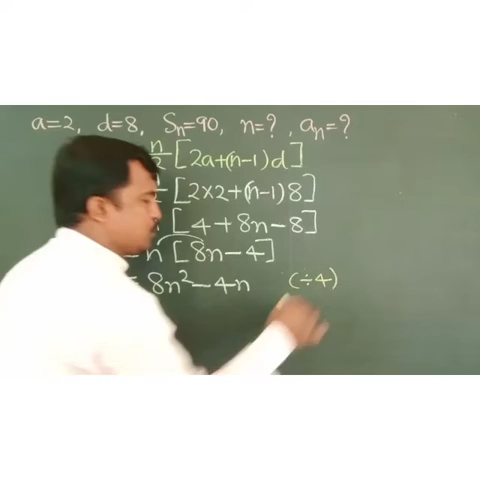 a=2, d=8, Sn=90, n=?, an=?
n/2 [2a+(n-1)d]
[2×2+(n-1)8]
[4+8n-8]
n [8n-4]
= 8n²-4n (÷4)